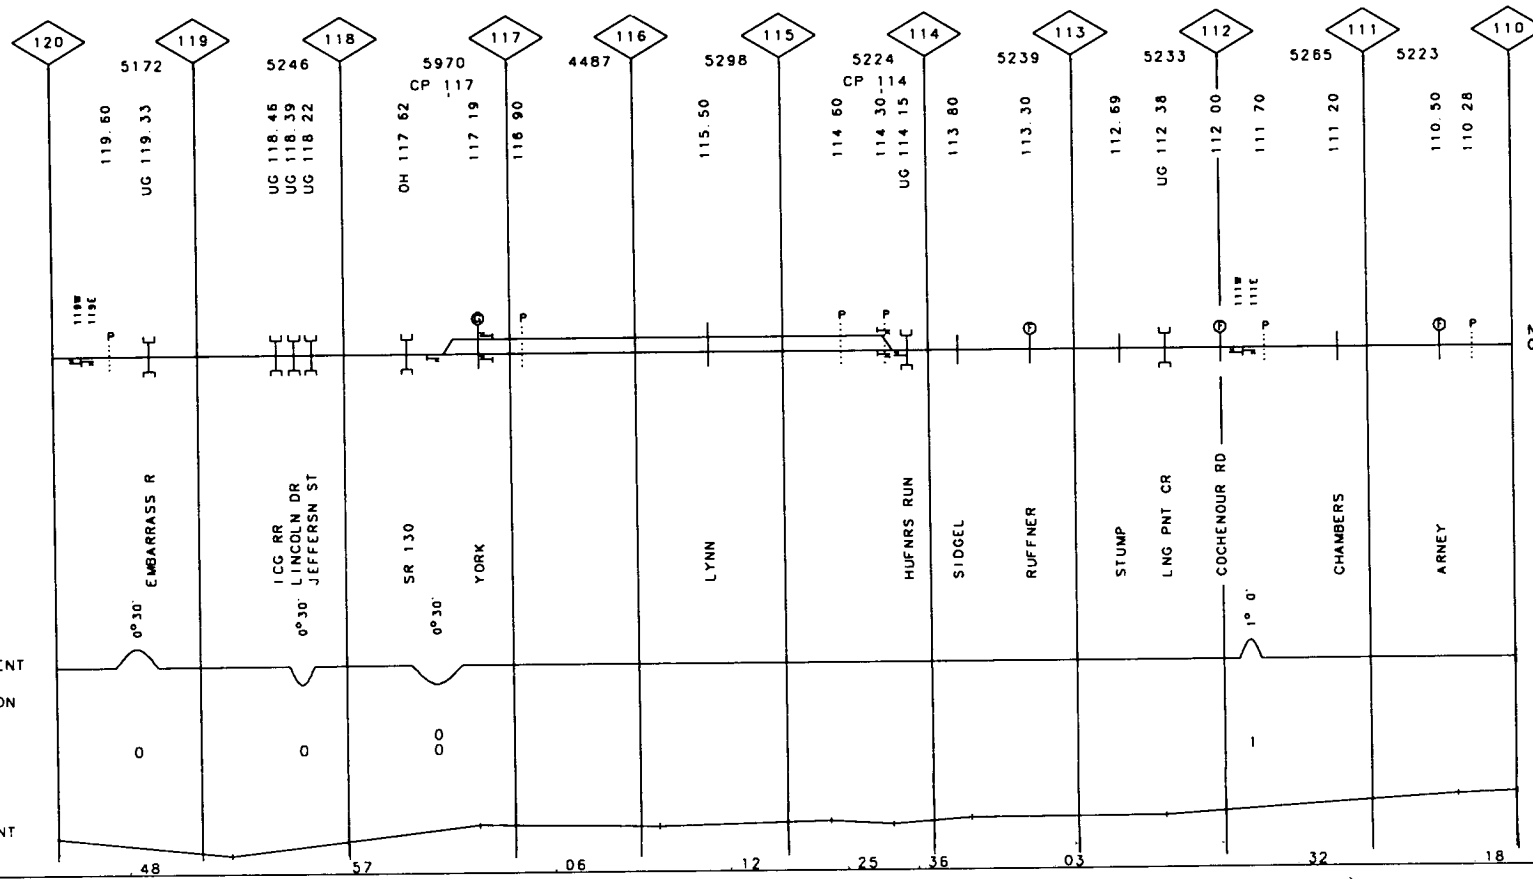 120 119 118 117 116 115 114 113 112 111 110
5172 5246 5970 4487 5298 5224 5239 5233 5265 5223
CP 117
CP 114
119.60
UG 119.33
UG 118.46
UG 118.39
UG 118 22
OH 117 62
117 19
116 90
115.50
114 60
114 30
UG 114 15
113 80
113.30
112.69
UG 112 38
112 00
111 70
111 20
110.50
110 28
119W
119E
P
G
P
P
P
F
F
111W
111E
P
F
P
N
EMBARRASS R
ICG RR
LINCOLN DR
JEFFERSN ST
SR 130
YORK
LYNN
HUFNRS RUN
SIDGEL
RUFFNER
STUMP
LNG PNT CR
COCHENOUR RD
CHAMBERS
ARNEY
0°30'
0°30'
0°30'
1° 0'
ENT
ON
0
0
0
0
1
NT
.48 .57 .06 .12 .25 .36 .03 .32 .18